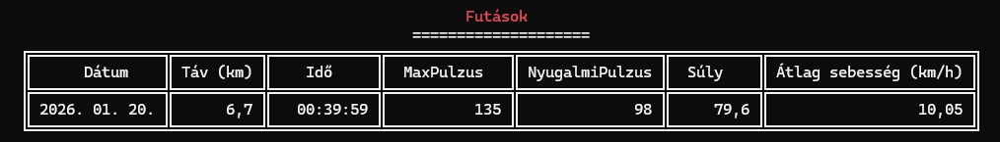 Futások
====================
Dátum Táv (km) Idő MaxPulzus NyugalmiPulzus Súly Átlag sebesség (km/h)
2026. 01. 20. 6,7 00:39:59 135 98 79,6 10,05